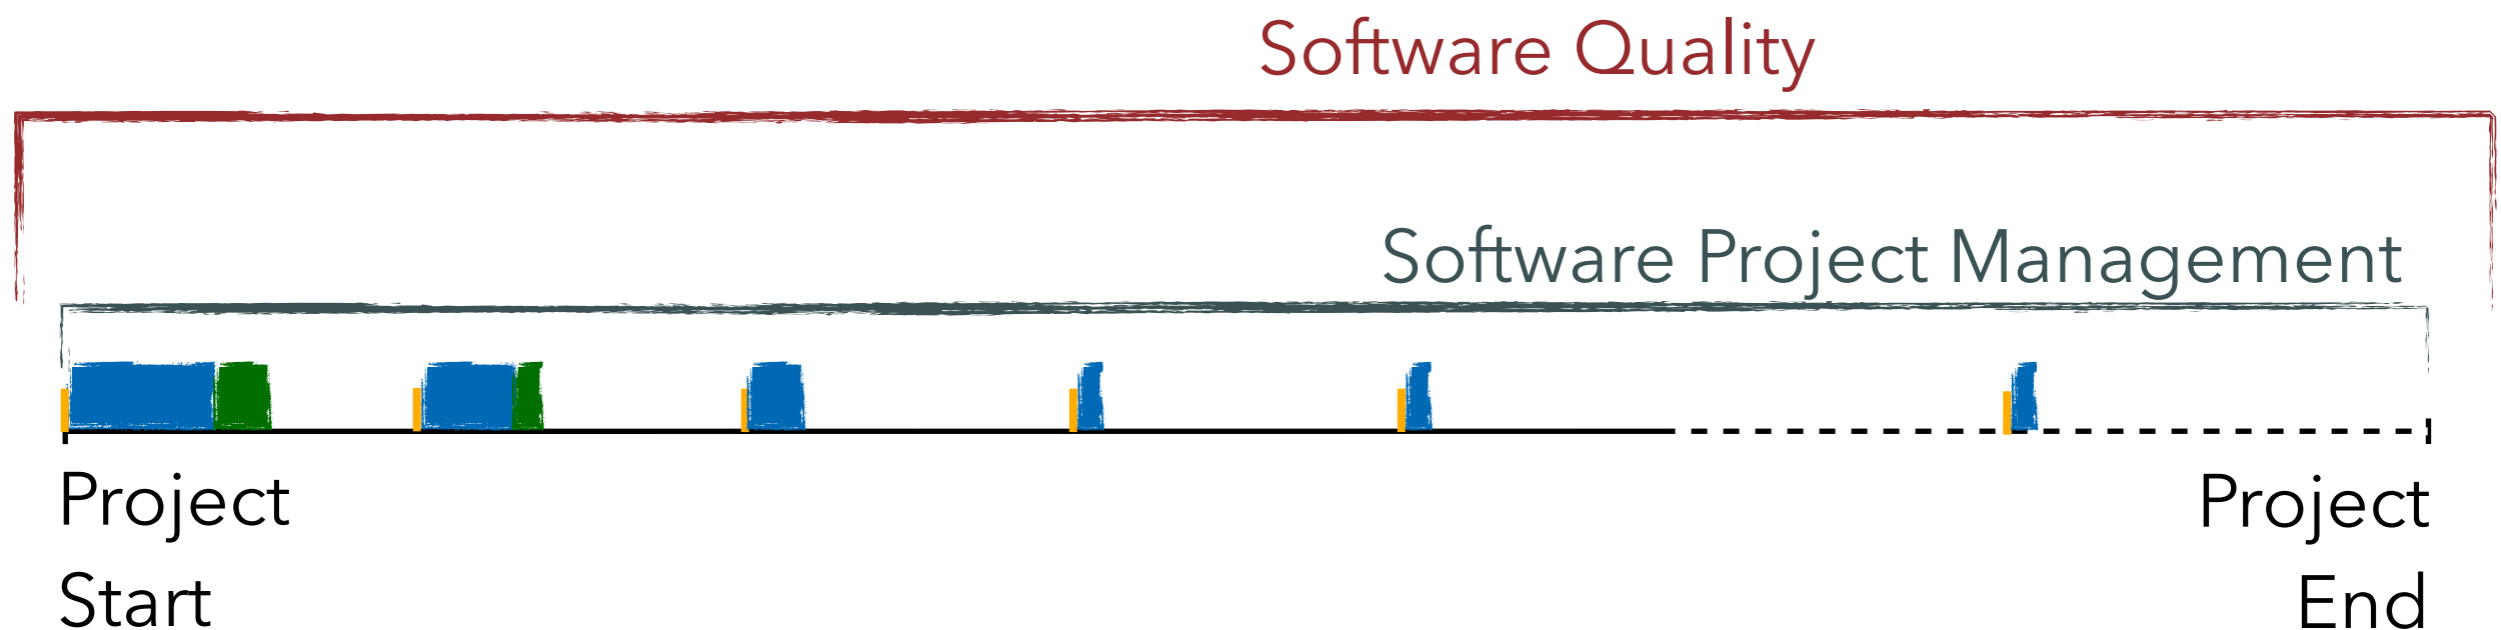 Software Quality
Software Project Management
Project
Start
Project
End